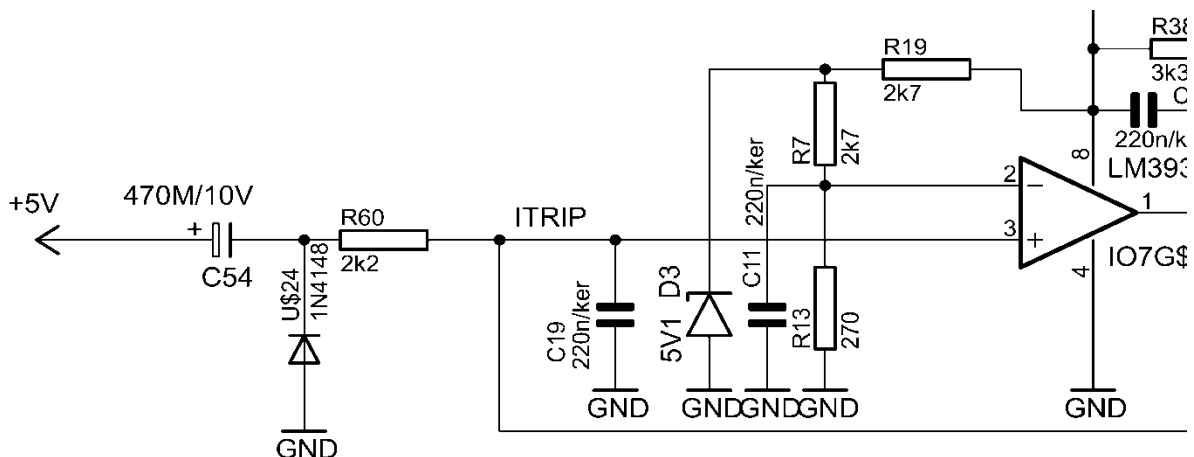 R38
3k3
C
220n/k
R19
2k7
R7
2k7
8
LM393
220n/ker
2
1
470M/10V
+5V
+
C54
R60
2k2
ITRIP
3
IO7G$
4
U$24
1N4148
C19
220n/ker
D3
5V1
C11
R13
270
GND
GND
GND
GND
GND
GND